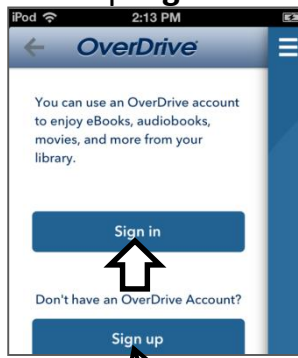 iPod 2:13 PM
OverDrive
You can use an OverDrive account
to enjoy eBooks, audiobooks,
movies, and more from your
library.
Sign in
Don't have an OverDrive Account?
Sign up